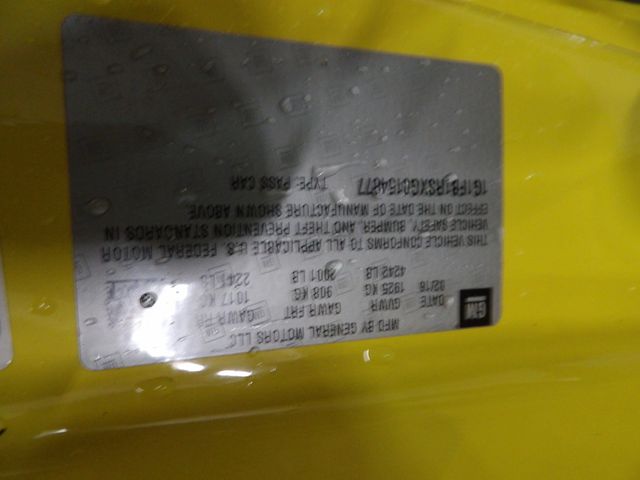 GM
MFD BY GENERAL MOTORS LLC
DATE GVWR GAWR FRT GAWR RR
02/16 1925 KG 908 KG 1017 KG
4242 LB 2001 LB 2241 LB
THIS VEHICLE CONFORMS TO ALL APPLICABLE U.S. FEDERAL MOTOR
VEHICLE SAFETY, BUMPER, AND THEFT PREVENTION STANDARDS IN
EFFECT ON THE DATE OF MANUFACTURE SHOWN ABOVE.
1G1FB1RSXG0154877 TYPE: PASS CAR